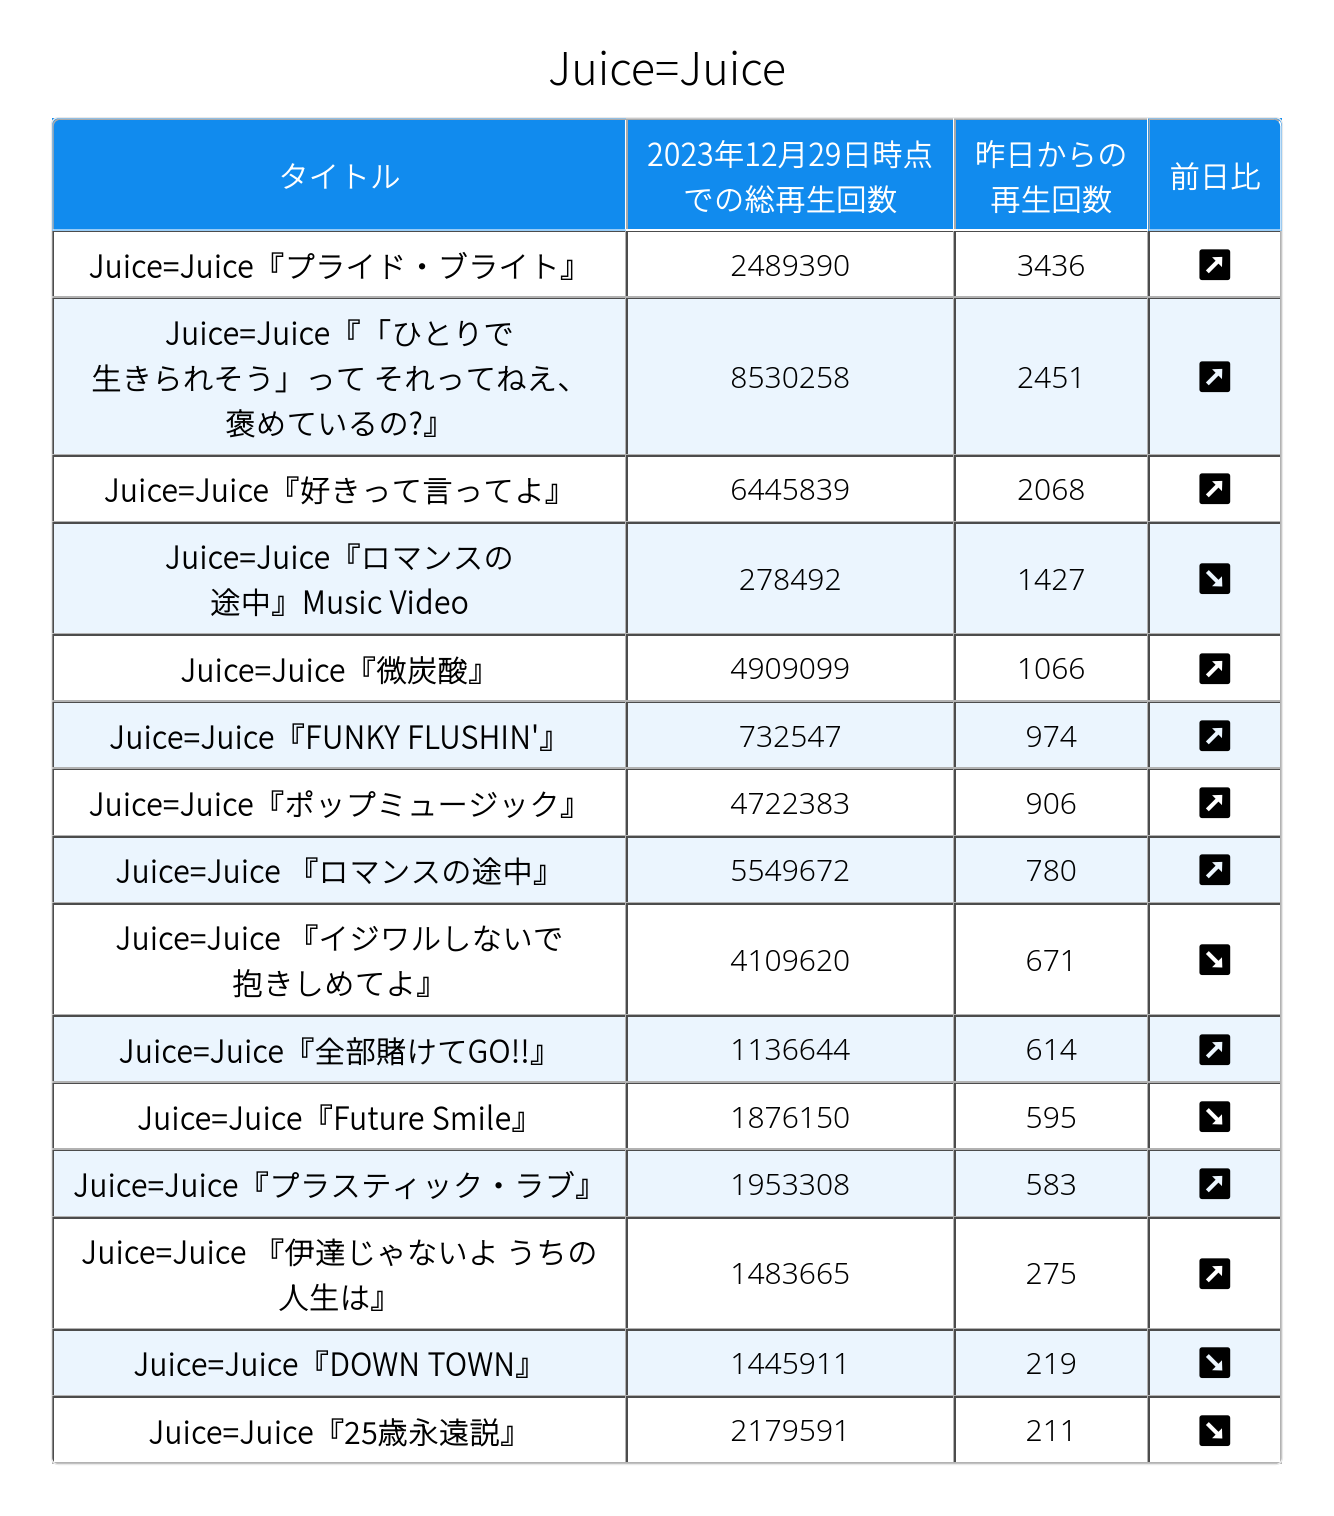 Juice=Juice
タイトル
2023年12月29日時点
での総再生回数
昨日からの
再生回数
前日比
Juice=Juice『プライド・ブライト』
2489390
3436
Juice=Juice『「ひとりで
生きられそう」って それってねえ、
褒めているの?』
8530258
2451
Juice=Juice『好きって言ってよ』
6445839
2068
Juice=Juice『ロマンスの
途中』Music Video
278492
1427
Juice=Juice『微炭酸』
4909099
1066
Juice=Juice『FUNKY FLUSHIN'』
732547
974
Juice=Juice『ポップミュージック』
4722383
906
Juice=Juice 『ロマンスの途中』
5549672
780
Juice=Juice 『イジワルしないで
抱きしめてよ』
4109620
671
Juice=Juice『全部賭けてGO!!』
1136644
614
Juice=Juice『Future Smile』
1876150
595
Juice=Juice『プラスティック・ラブ』
1953308
583
Juice=Juice 『伊達じゃないよ うちの
人生は』
1483665
275
Juice=Juice『DOWN TOWN』
1445911
219
Juice=Juice『25歳永遠説』
2179591
211